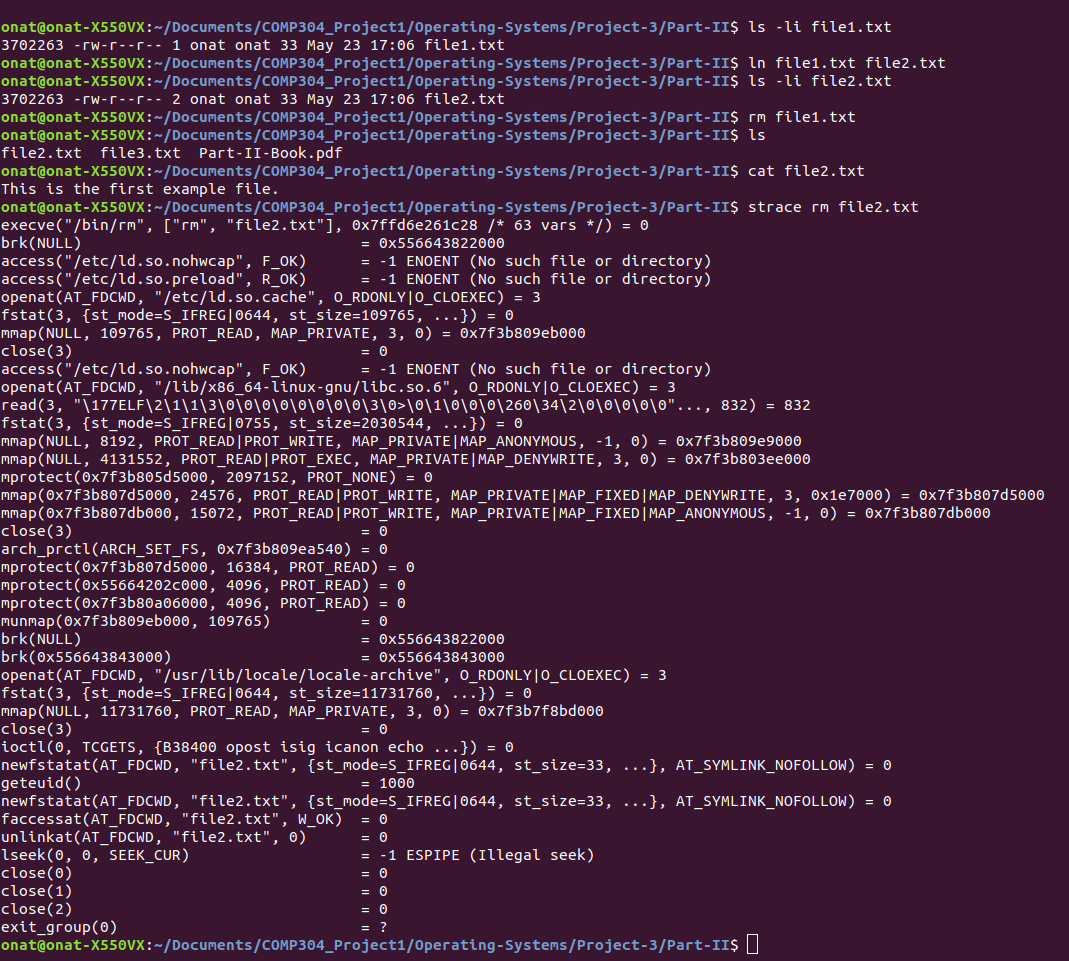 onat@onat-X550VX:~/Documents/COMP304_Project1/Operating-Systems/Project-3/Part-II$ ls -li file1.txt
3702263 -rw-r--r-- 1 onat onat 33 May 23 17:06 file1.txt
onat@onat-X550VX:~/Documents/COMP304_Project1/Operating-Systems/Project-3/Part-II$ ln file1.txt file2.txt
onat@onat-X550VX:~/Documents/COMP304_Project1/Operating-Systems/Project-3/Part-II$ ls -li file2.txt
3702263 -rw-r--r-- 2 onat onat 33 May 23 17:06 file2.txt
onat@onat-X550VX:~/Documents/COMP304_Project1/Operating-Systems/Project-3/Part-II$ rm file1.txt
onat@onat-X550VX:~/Documents/COMP304_Project1/Operating-Systems/Project-3/Part-II$ ls
file2.txt  file3.txt  Part-II-Book.pdf
onat@onat-X550VX:~/Documents/COMP304_Project1/Operating-Systems/Project-3/Part-II$ cat file2.txt
This is the first example file.
onat@onat-X550VX:~/Documents/COMP304_Project1/Operating-Systems/Project-3/Part-II$ strace rm file2.txt
execve("/bin/rm", ["rm", "file2.txt"], 0x7ffd6e261c28 /* 63 vars */) = 0
brk(NULL)                               = 0x556643822000
access("/etc/ld.so.nohwcap", F_OK)      = -1 ENOENT (No such file or directory)
access("/etc/ld.so.preload", R_OK)      = -1 ENOENT (No such file or directory)
openat(AT_FDCWD, "/etc/ld.so.cache", O_RDONLY|O_CLOEXEC) = 3
fstat(3, {st_mode=S_IFREG|0644, st_size=109765, ...}) = 0
mmap(NULL, 109765, PROT_READ, MAP_PRIVATE, 3, 0) = 0x7f3b809eb000
close(3)                                = 0
access("/etc/ld.so.nohwcap", F_OK)      = -1 ENOENT (No such file or directory)
openat(AT_FDCWD, "/lib/x86_64-linux-gnu/libc.so.6", O_RDONLY|O_CLOEXEC) = 3
read(3, "\177ELF\2\1\1\3\0\0\0\0\0\0\0\0\3\0>\0\1\0\0\0\260\34\2\0\0\0\0\0"..., 832) = 832
fstat(3, {st_mode=S_IFREG|0755, st_size=2030544, ...}) = 0
mmap(NULL, 8192, PROT_READ|PROT_WRITE, MAP_PRIVATE|MAP_ANONYMOUS, -1, 0) = 0x7f3b809e9000
mmap(NULL, 4131552, PROT_READ|PROT_EXEC, MAP_PRIVATE|MAP_DENYWRITE, 3, 0) = 0x7f3b803ee000
mprotect(0x7f3b805d5000, 2097152, PROT_NONE) = 0
mmap(0x7f3b807d5000, 24576, PROT_READ|PROT_WRITE, MAP_PRIVATE|MAP_FIXED|MAP_DENYWRITE, 3, 0x1e7000) = 0x7f3b807d5000
mmap(0x7f3b807db000, 15072, PROT_READ|PROT_WRITE, MAP_PRIVATE|MAP_FIXED|MAP_ANONYMOUS, -1, 0) = 0x7f3b807db000
close(3)                                = 0
arch_prctl(ARCH_SET_FS, 0x7f3b809ea540) = 0
mprotect(0x7f3b807d5000, 16384, PROT_READ) = 0
mprotect(0x55664202c000, 4096, PROT_READ) = 0
mprotect(0x7f3b80a06000, 4096, PROT_READ) = 0
munmap(0x7f3b809eb000, 109765)          = 0
brk(NULL)                               = 0x556643822000
brk(0x556643843000)                     = 0x556643843000
openat(AT_FDCWD, "/usr/lib/locale/locale-archive", O_RDONLY|O_CLOEXEC) = 3
fstat(3, {st_mode=S_IFREG|0644, st_size=11731760, ...}) = 0
mmap(NULL, 11731760, PROT_READ, MAP_PRIVATE, 3, 0) = 0x7f3b7f8bd000
close(3)                                = 0
ioctl(0, TCGETS, {B38400 opost isig icanon echo ...}) = 0
newfstatat(AT_FDCWD, "file2.txt", {st_mode=S_IFREG|0644, st_size=33, ...}, AT_SYMLINK_NOFOLLOW) = 0
geteuid()                               = 1000
newfstatat(AT_FDCWD, "file2.txt", {st_mode=S_IFREG|0644, st_size=33, ...}, AT_SYMLINK_NOFOLLOW) = 0
faccessat(AT_FDCWD, "file2.txt", W_OK)  = 0
unlinkat(AT_FDCWD, "file2.txt", 0)      = 0
lseek(0, 0, SEEK_CUR)                   = -1 ESPIPE (Illegal seek)
close(0)                                = 0
close(1)                                = 0
close(2)                                = 0
exit_group(0)                           = ?
onat@onat-X550VX:~/Documents/COMP304_Project1/Operating-Systems/Project-3/Part-II$